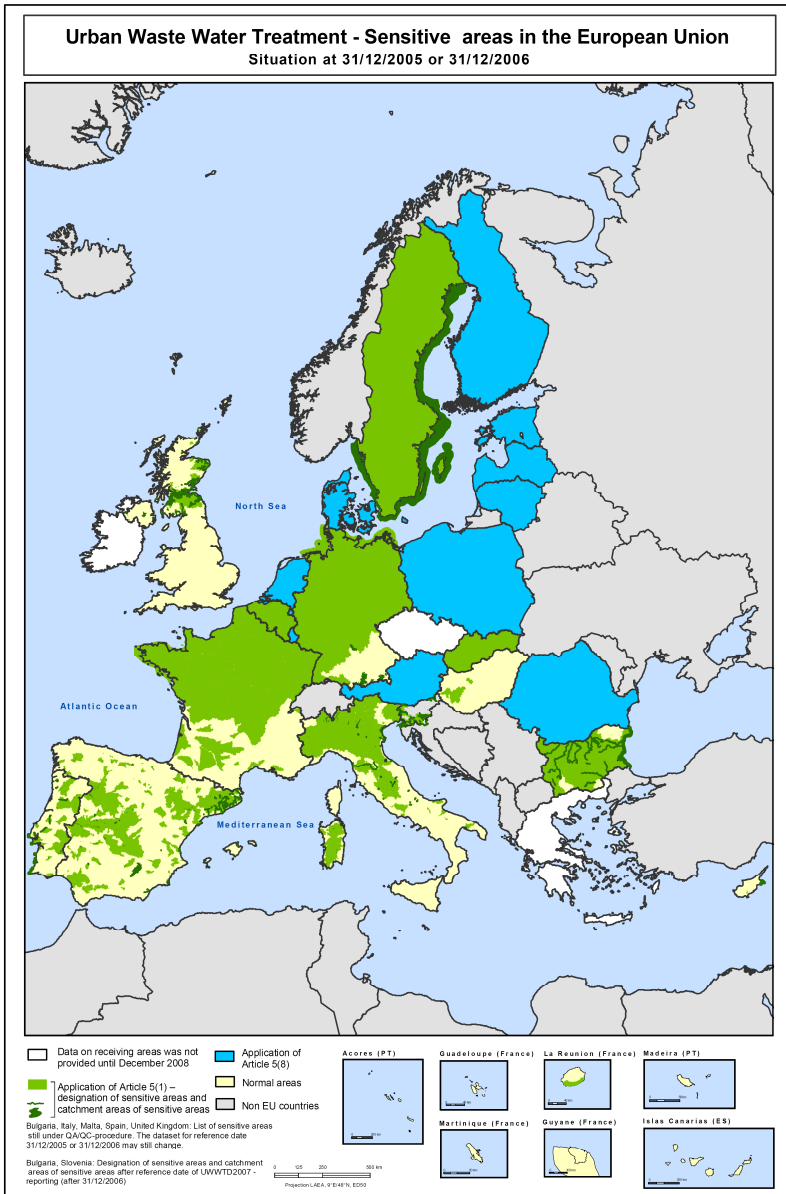 Urban Waste Water Treatment - Sensitive areas in the European Union
Situation at 31/12/2005 or 31/12/2006
North Sea
Atlantic Ocean
Mediterranean Sea
Data on receiving areas was not
provided until December 2008
Application of Article 5(1) –
designation of sensitive areas and
catchment areas of sensitive areas
Application of
Article 5(8)
Normal areas
Non EU countries
Bulgaria, Italy, Malta, Spain, United Kingdom: List of sensitive areas
still under QA/QC-procedure. The dataset for reference date
31/12/2005 or 31/12/2006 may still change.
Bulgaria, Slovenia: Designation of sensitive areas and catchment
areas of sensitive areas after reference date of UWWTD2007 -
reporting (after 31/12/2006)
0 125 250 500 km
Projection LAEA, 9°E/48°N, ED50
Acores (PT)
Guadeloupe (France)
La Reunion (France)
Madeira (PT)
Martinique (France)
Guyane (France)
Islas Canarias (ES)